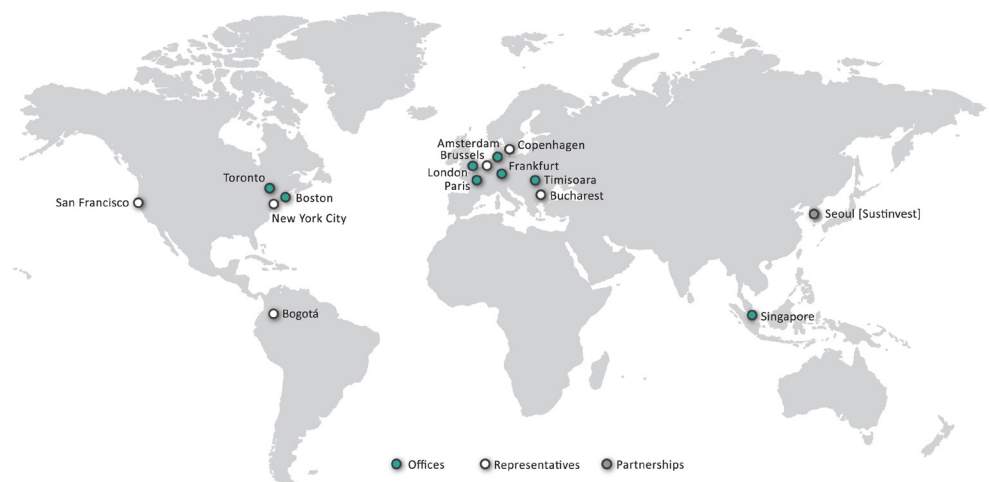 Amsterdam
Copenhagen
Brussels
Frankfurt
London
Toronto
Timisoara
Paris
Boston
Bucharest
San Francisco
New York City
Seoul [Sustinvest]
Bogotá
Singapore
Offices
Representatives
Partnerships